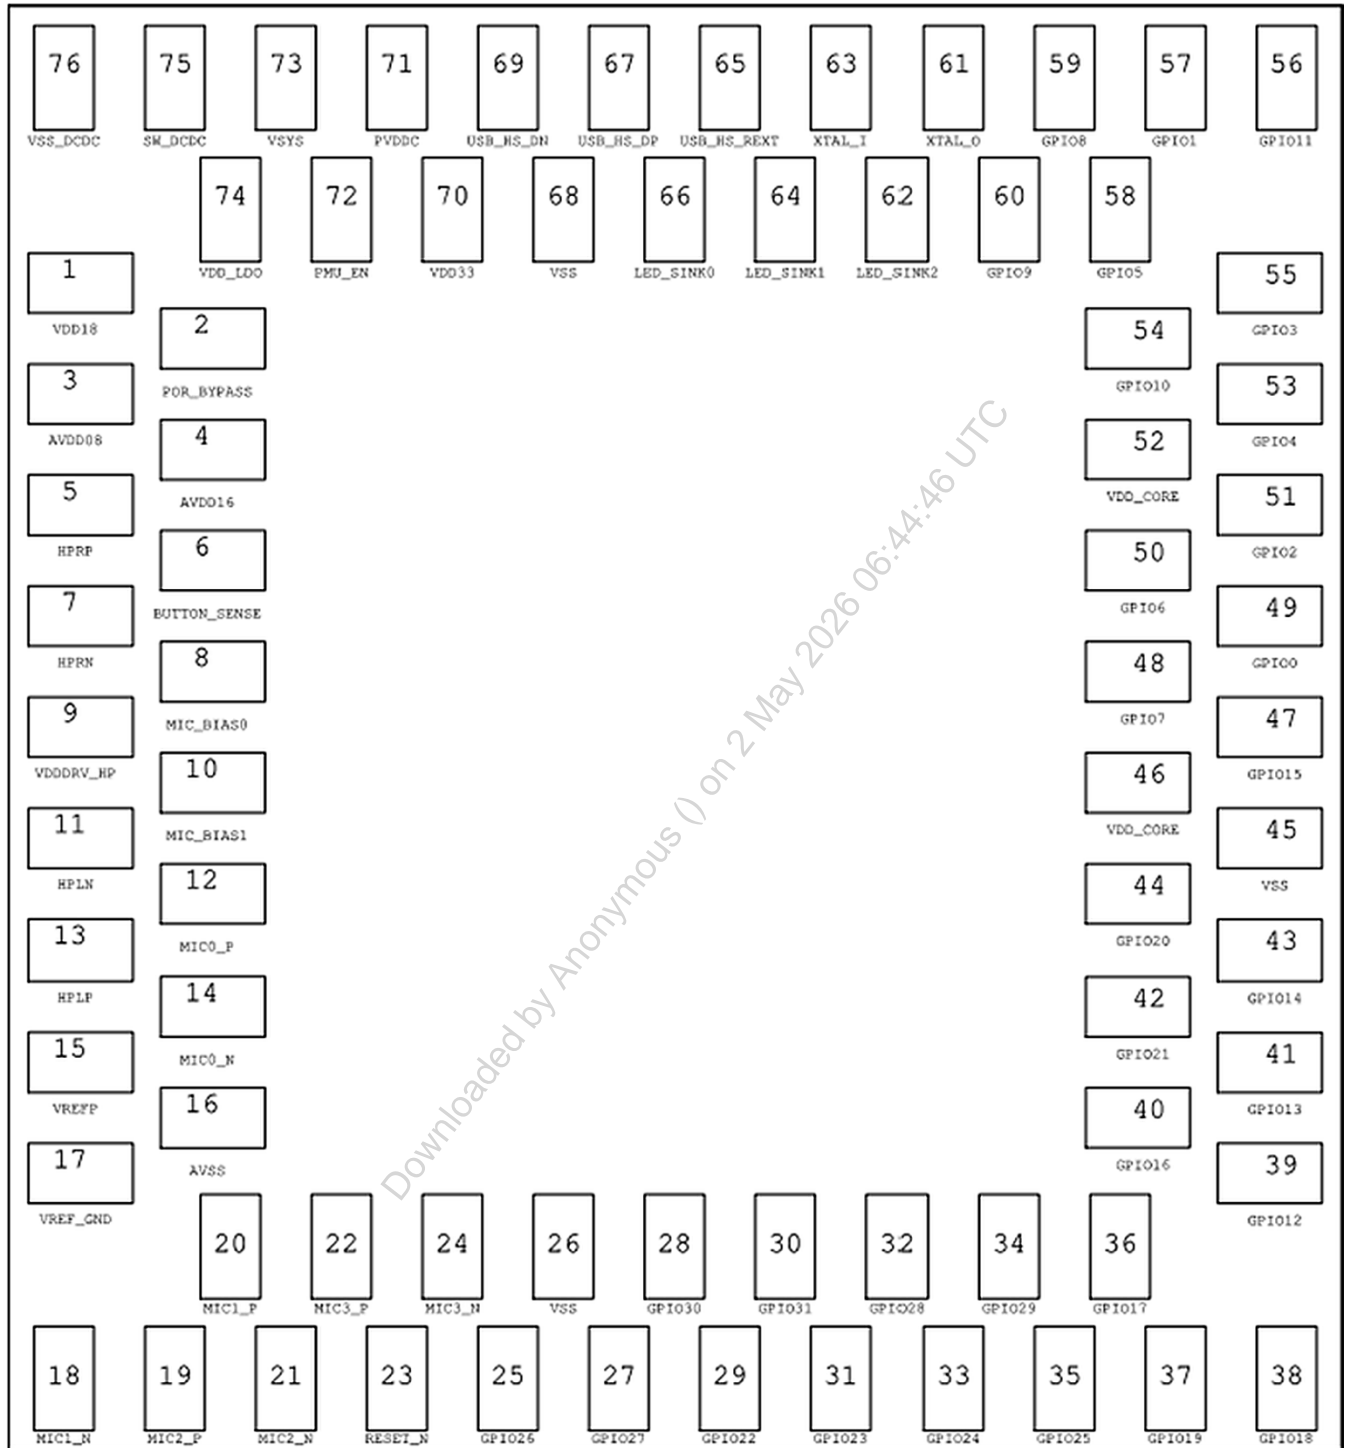 76 75 73 71 69 67 65 63 61 59 57 56
VSS_DCDC SW_DCDC VSYS PVDDC USB_HS_DN USB_HS_DP USB_HS_REXT XTAL_I XTAL_O GPIO8 GPIO1 GPIO11
74 72 70 68 66 64 62 60 58
VDD_LDO PMU_EN VDD33 VSS LED_SINK0 LED_SINK1 LED_SINK2 GPIO9 GPIO5
1 55
VDD18 GPIO3
2 54
POR_BYPASS GPIO10
3 53
AVDD08 GPIO4
4 52
AVDD16 VDD_CORE
5 51
HPRP GPIO2
6 50
BUTTON_SENSE GPIO6
7 49
HPRN GPIO0
8 48
MIC_BIAS0 GPIO7
9 47
VDDDRV_HP GPIO15
10 46
MIC_BIAS1 VDD_CORE
11 45
HPLN VSS
12 44
MIC0_P GPIO20
13 43
HPLP GPIO14
14 42
MIC0_N GPIO21
15 41
VREFP GPIO13
16 40
AVSS GPIO16
17 39
VREF_GND GPIO12
20 22 24 26 28 30 32 34 36
MIC1_P MIC3_P MIC3_N VSS GPIO30 GPIO31 GPIO28 GPIO29 GPIO17
18 19 21 23 25 27 29 31 33 35 37 38
MIC1_N MIC2_P MIC2_N RESET_N GPIO26 GPIO27 GPIO22 GPIO23 GPIO24 GPIO25 GPIO19 GPIO18
Downloaded by Anonymous () on 2 May 2026 06:44:46 UTC